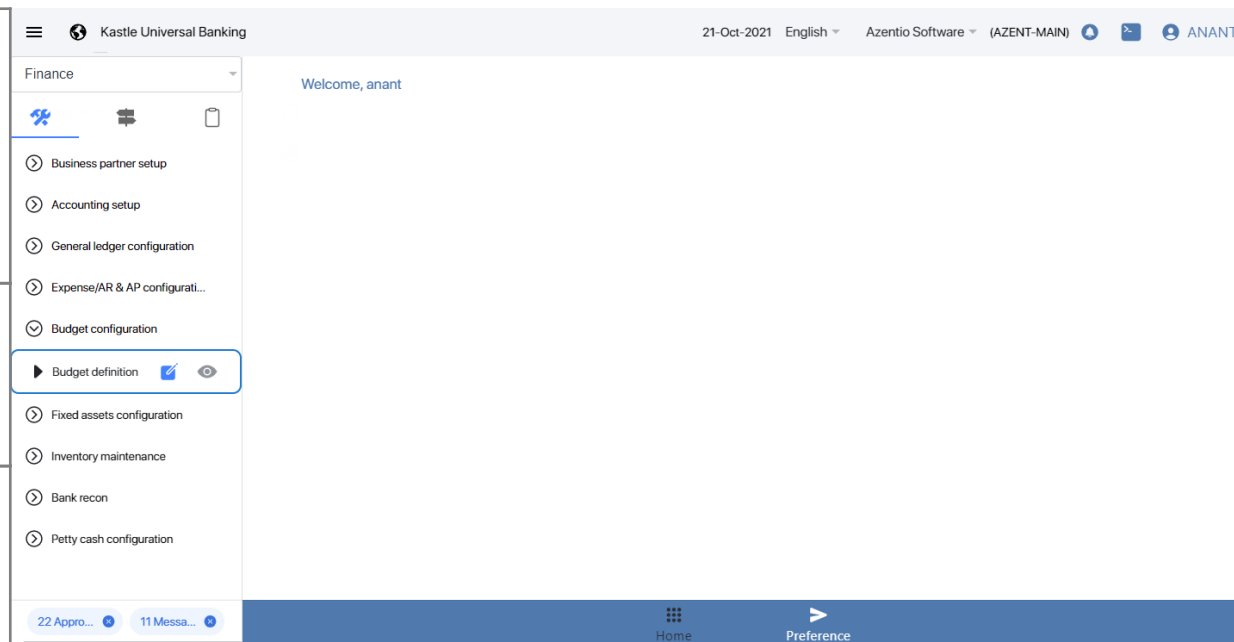 Kastle Universal Banking
21-Oct-2021 English Azentio Software (AZENT-MAIN) ANANT
Finance
Welcome, anant
Business partner setup
Accounting setup
General ledger configuration
Expense/AR & AP configurati...
Budget configuration
Budget definition
Fixed assets configuration
Inventory maintenance
Bank recon
Petty cash configuration
22 Appro... 11 Messa...
Home Preference